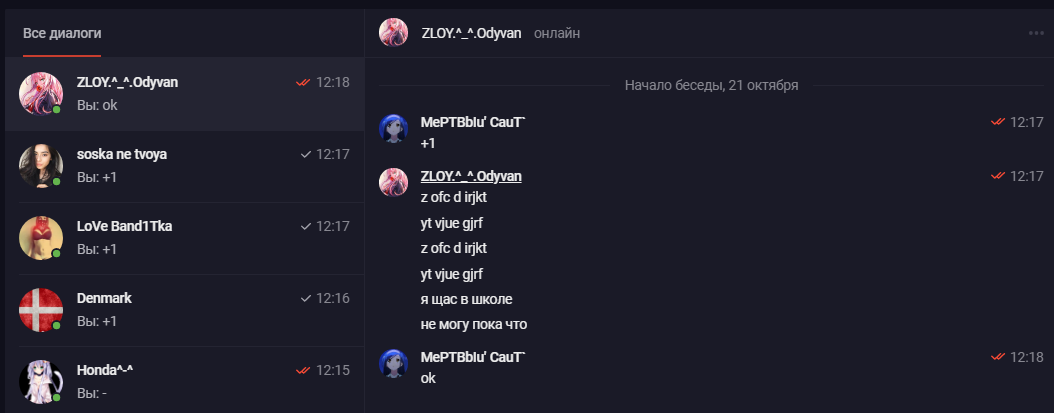 Все диалоги
ZLOY.^_^.Odyvan 12:18
Вы: ok
soska ne tvoya 12:17
Вы: +1
LoVe Band1Tka 12:17
Вы: +1
Denmark 12:16
Вы: +1
Honda^-^ 12:15
Вы: -
ZLOY.^_^.Odyvan онлайн
Начало беседы, 21 октября
MePTBbIu' CauT` 12:17
+1
ZLOY.^_^.Odyvan 12:17
z ofc d irjkt
yt vjue gjrf
z ofc d irjkt
yt vjue gjrf
я щас в школе
не могу пока что
MePTBbIu' CauT` 12:18
ok